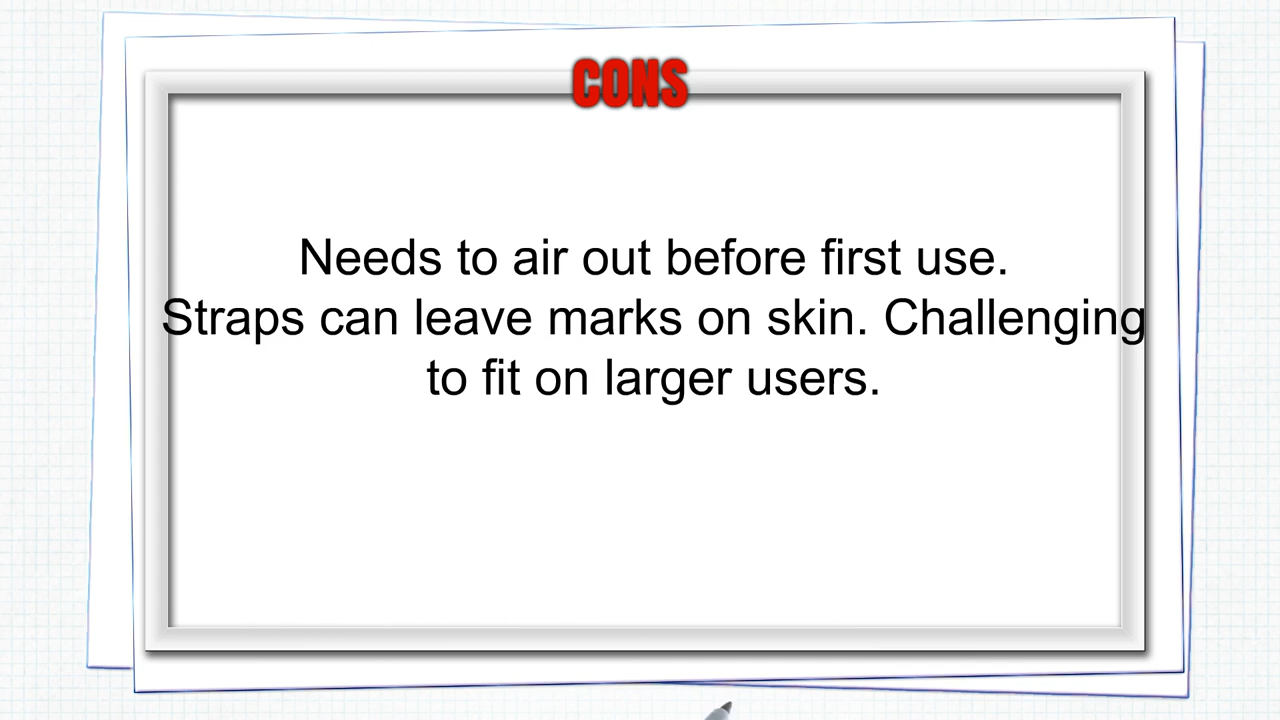 CONS
Needs to air out before first use.
Straps can leave marks on skin. Challenging
to fit on larger users.